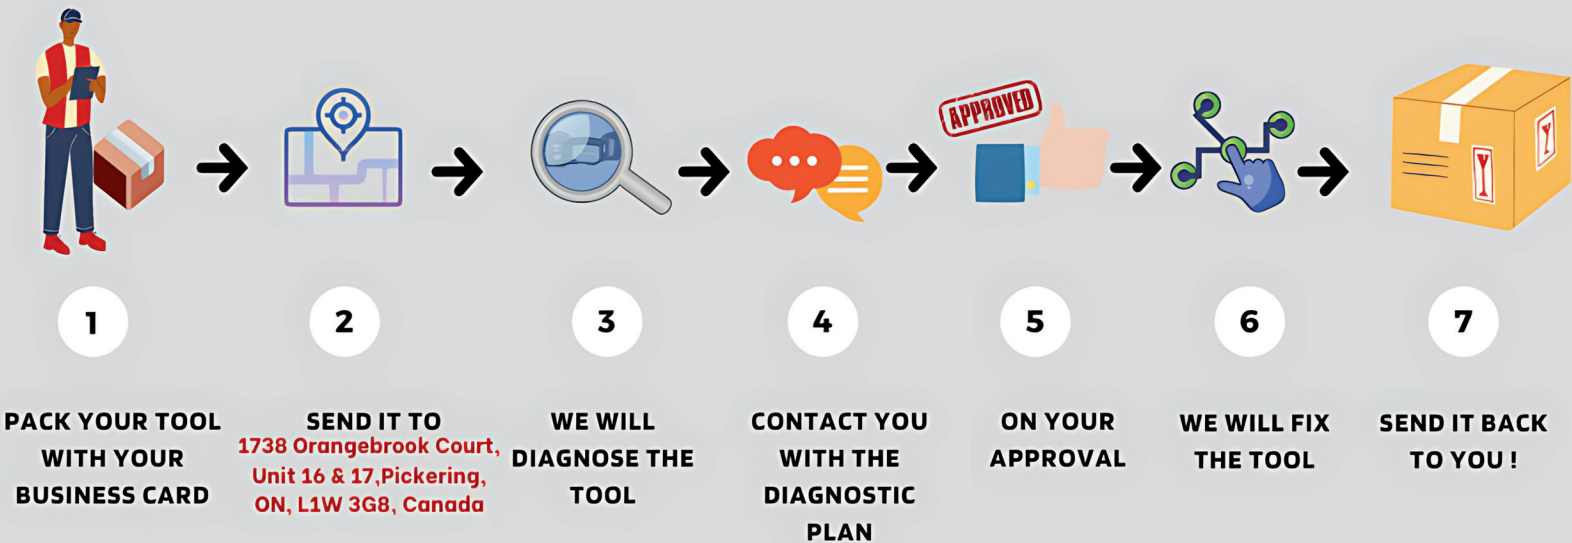 APPROVED
1
2
3
4
5
6
7
PACK YOUR TOOL
WITH YOUR
BUSINESS CARD
SEND IT TO
1738 Orangebrook Court,
Unit 16 & 17,Pickering,
ON, L1W 3G8, Canada
WE WILL
DIAGNOSE THE
TOOL
CONTACT YOU
WITH THE
DIAGNOSTIC
PLAN
ON YOUR
APPROVAL
WE WILL FIX
THE TOOL
SEND IT BACK
TO YOU !